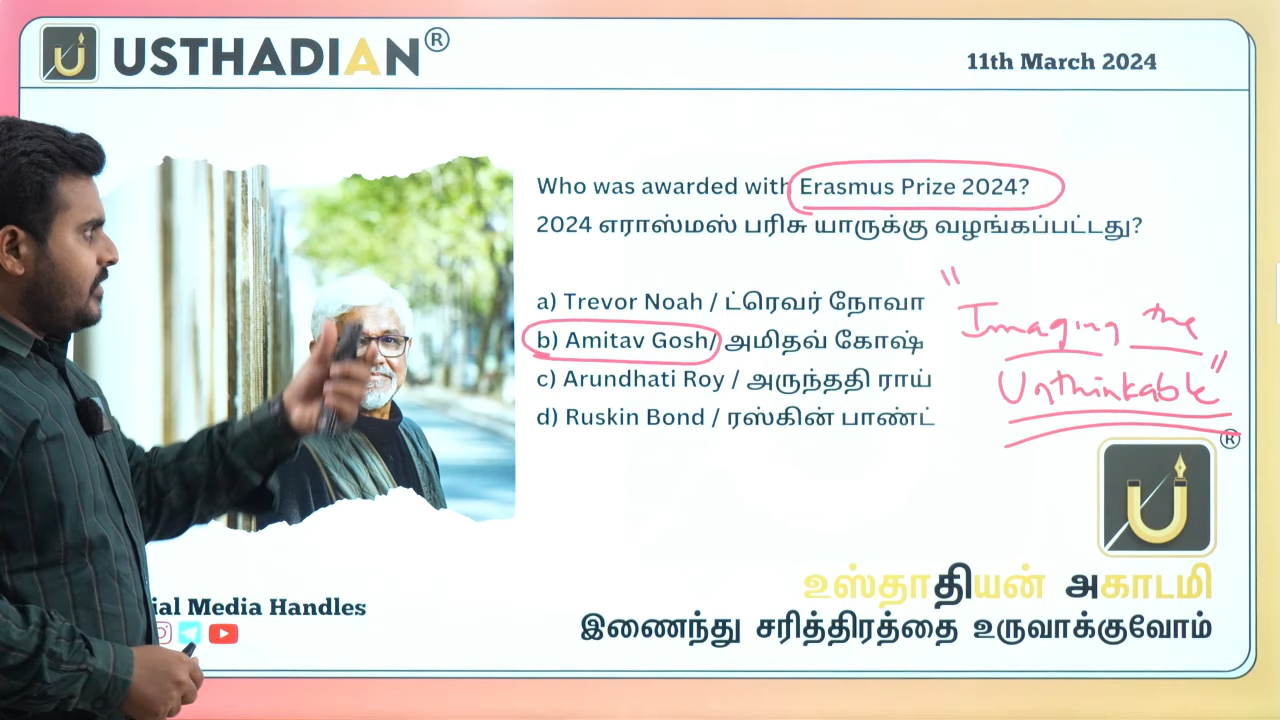 USTHADIAN®
11th March 2024
Who was awarded with Erasmus Prize 2024?
2024 எராஸ்மஸ் பரிசு யாருக்கு வழங்கப்பட்டது?
a) Trevor Noah / ட்ரெவர் நோவா
b) Amitav Gosh/ அமிதவ் கோஷ்
c) Arundhati Roy / அருந்ததி ராய்
d) Ruskin Bond / ரஸ்கின் பாண்ட்
"Imaging the
Unthinkable"
®
உஸ்தாதியன் அகாடமி
இணைந்து சரித்திரத்தை உருவாக்குவோம்
ial Media Handles